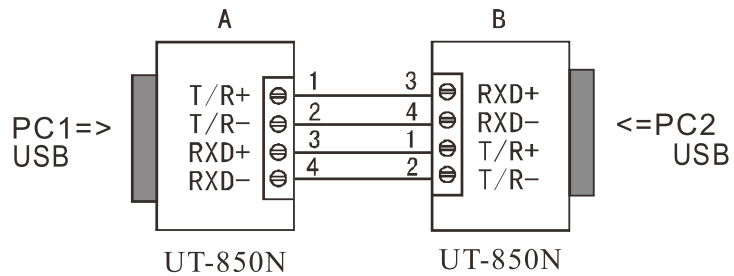 A B
T/R+ 1 3 RXD+
T/R- 2 4 RXD-
RXD+ 3 1 T/R+
RXD- 4 2 T/R-
PC1=>
USB
<=PC2
USB
UT-850N UT-850N